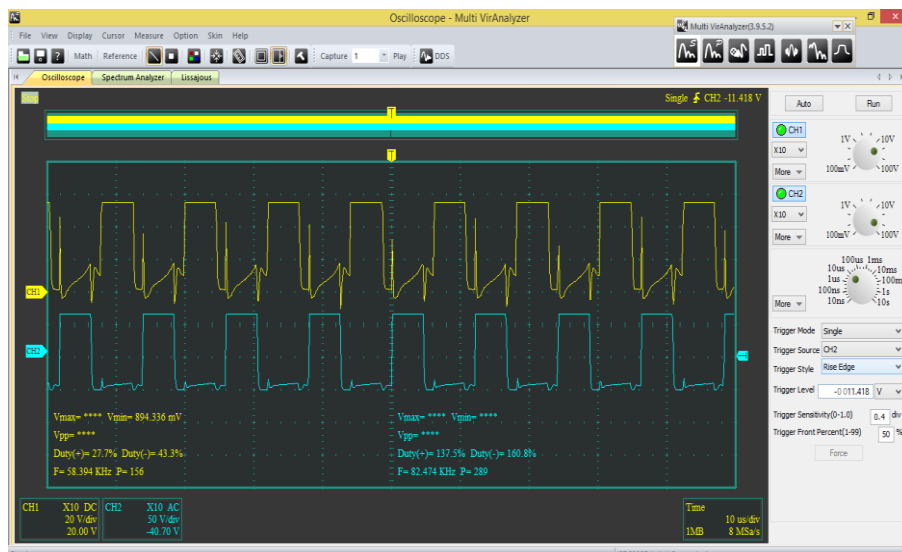 Oscilloscope - Multi VirAnalyzer
Multi VirAnalyzer(3.9.5.2)
File View Display Cursor Measure Option Skin Help
Math Reference Capture 1 Play DDS
Oscilloscope Spectrum Analyzer Lissajous
Stop
Single CH2 -11.418 V
T
T
CH1
CH2
Vmax= **** Vmin= 894.336 mV
Vpp= ****
Duty(+)= 27.7% Duty(-)= 43.3%
F= 58.394 KHz P= 156
Vmax= **** Vmin= ****
Vpp= ****
Duty(+)= 137.5% Duty(-)= 160.8%
F= 82.474 KHz P= 289
CH1 X10 DC
20 V/div
20.00 V
CH2 X10 AC
50 V/div
-40.70 V
Time
10 us/div
1MB 8 MSa/s
Auto Run
CH1
X10
More
1V 10V
100mV 100V
CH2
X10
More
1V 10V
100mV 100V
100us 1ms
10us 10ms
1us 100m
100ns 1s
10ns 10s
More
Trigger Mode Single
Trigger Source CH2
Trigger Style Rise Edge
Trigger Level -0 011.418 V
Trigger Sensitivity(0-1.0) 0.4 div
Trigger Front Percent(1-99) 50 %
Force